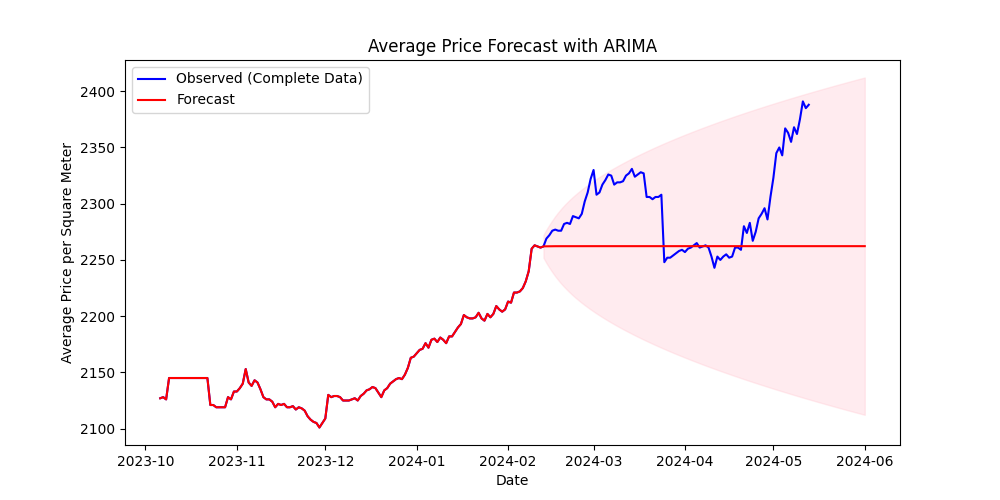 Average Price Forecast with ARIMA
Observed (Complete Data)
Forecast
Average Price per Square Meter
2400
2350
2300
2250
2200
2150
2100
2023-10 2023-11 2023-12 2024-01 2024-02 2024-03 2024-04 2024-05 2024-06
Date